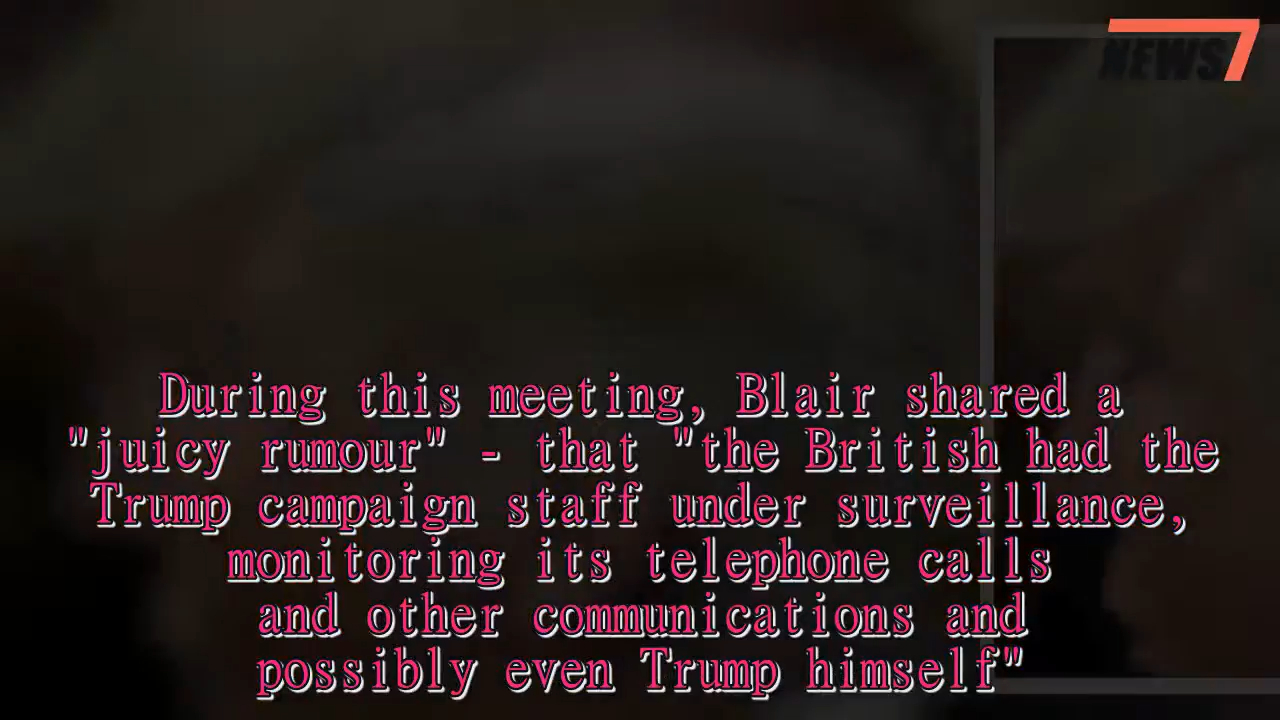 NEWS7
During this meeting, Blair shared a
"juicy rumour" - that "the British had the
Trump campaign staff under surveillance,
monitoring its telephone calls
and other communications and
possibly even Trump himself"